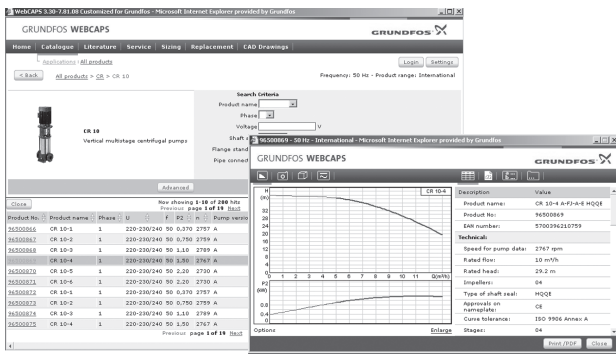 WebCAPS 3.30-7.81.08 Customized for Grundfos - Microsoft Internet Explorer provided by Grundfos
GRUNDFOS WEBCAPS
GRUNDFOS
Home Catalogue Literature Service Sizing Replacement CAD Drawings
Applications | All products
Login Settings
< Back All products > CR > CR 10
Frequency: 50 Hz - Product range: International
Search Criteria
Product name
Phase
Voltage V
CR 10
Vertical multistage centrifugal pumps
Shaft s
Flange stand
Pipe connect
Advanced
Close
Now showing 1-10 of 200 hits
Previous page 1 of 19 Next
Product No. Product name Phase U f P2 n Pump versio
96500866 CR 10-1 1 220-230/240 50 0,370 2757 A
96500867 CR 10-2 1 220-230/240 50 0,750 2759 A
96500868 CR 10-3 1 220-230/240 50 1,10 2789 A
CR 10-4 1 220-230/240 50 1,50 2767 A
96500870 CR 10-5 1 220-230/240 50 2,20 2730 A
96500871 CR 10-6 1 220-230/240 50 2,20 2730 A
96500872 CR 10-1 1 220-230/240 50 0,370 2757 A
96500873 CR 10-2 1 220-230/240 50 0,750 2759 A
96500874 CR 10-3 1 220-230/240 50 1,10 2789 A
96500875 CR 10-4 1 220-230/240 50 1,50 2767 A
Previous page 1 of 19 Next
96500869 - 50 Hz - International - Microsoft Internet Explorer provided by Grundfos
GRUNDFOS WEBCAPS
GRUNDFOS
H
(m)
CR 10-4
32
28
24
20
16
12
8
4
0
0 1 2 3 4 5 6 7 8 9 10 11 Q(m³/h)
P2
(kW)
0.8
0.4
0
Options Enlarge
Description Value
Product name: CR 10-4 A-FJ-A-E HQQE
Product No: 96500869
EAN number: 5700396210759
Technical:
Speed for pump data: 2767 rpm
Rated flow: 10 m³/h
Rated head: 29.2 m
Impellers: 04
Type of shaft seal: HQQE
Approvals on nameplate: CE
Curve tolerance: ISO 9906 Annex A
Stages: 04
Print /PDF Close